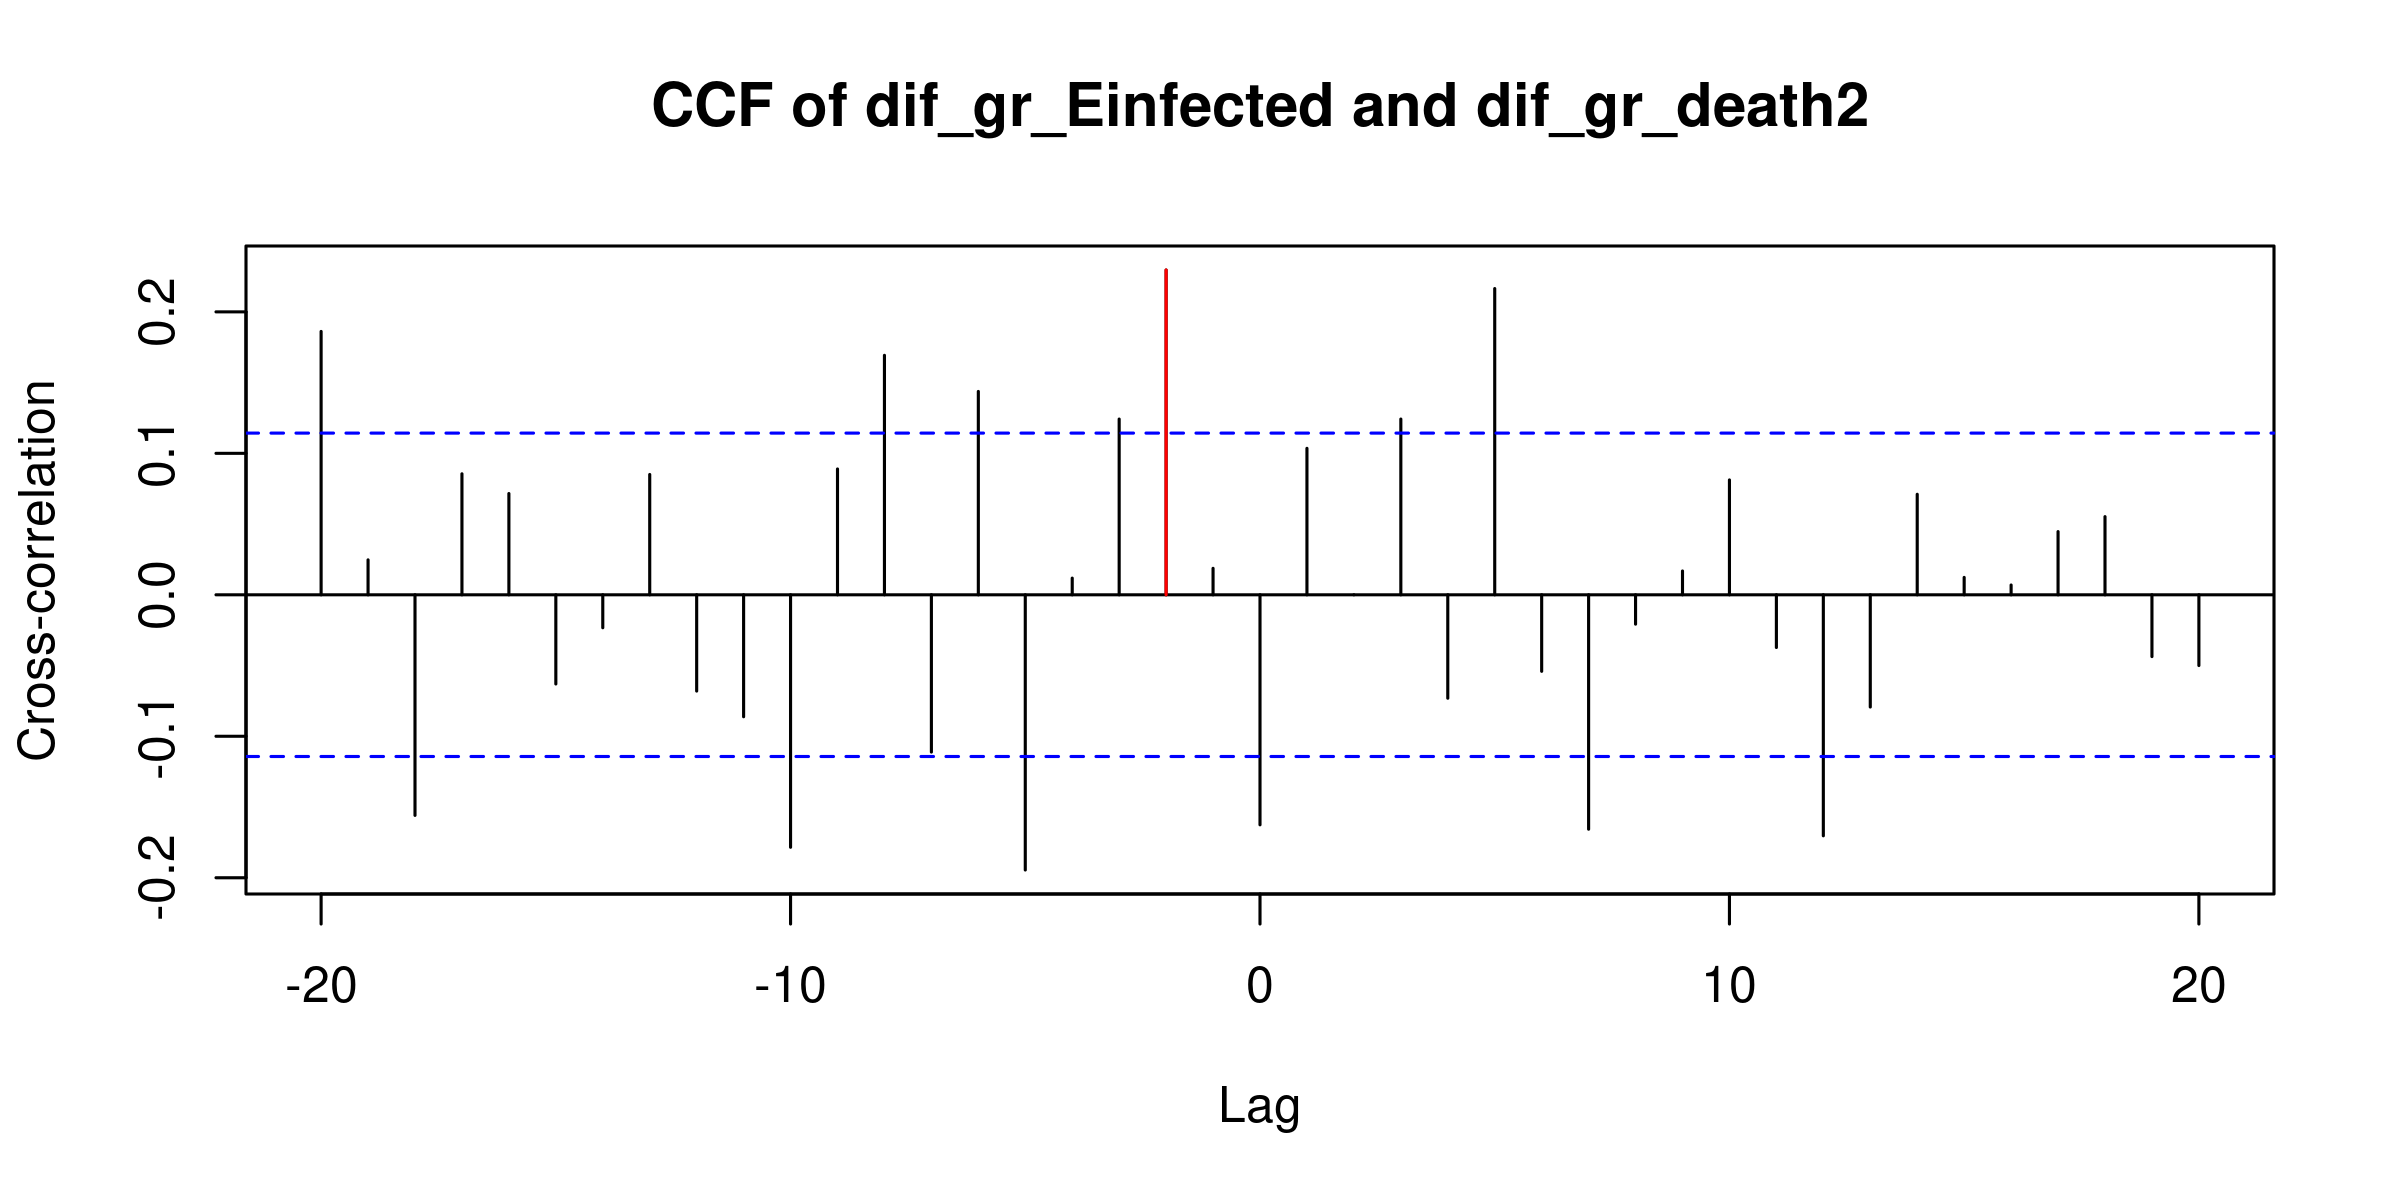 CCF of dif_gr_Einfected and dif_gr_death2
Cross-correlation
0.2
0.1
0.0
-0.1
-0.2
-20 -10 0 10 20
Lag